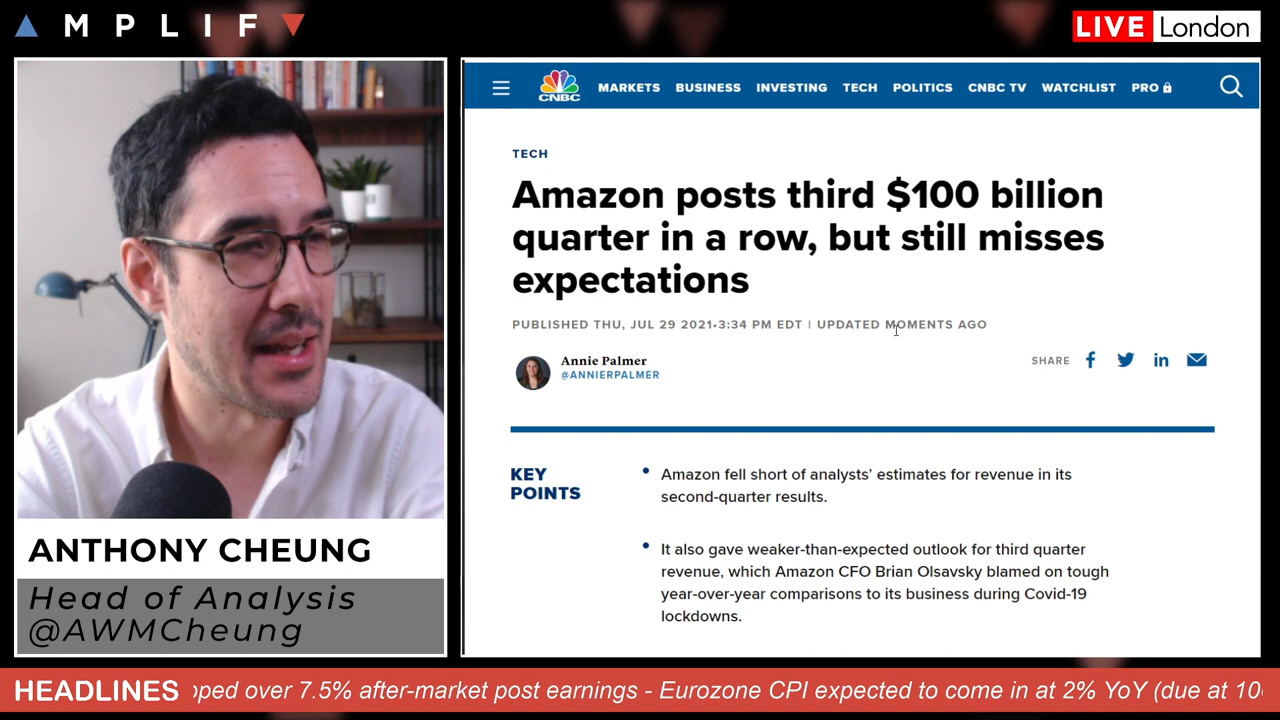 MPLIF
LIVE London
CNBC
MARKETS BUSINESS INVESTING TECH POLITICS CNBC TV WATCHLIST PRO
TECH
Amazon posts third $100 billion
quarter in a row, but still misses
expectations
PUBLISHED THU, JUL 29 2021•3:34 PM EDT | UPDATED MOMENTS AGO
Annie Palmer
@ANNIERPALMER
SHARE
KEY
POINTS
• Amazon fell short of analysts’ estimates for revenue in its
second-quarter results.
• It also gave weaker-than-expected outlook for third quarter
revenue, which Amazon CFO Brian Olsavsky blamed on tough
year-over-year comparisons to its business during Covid-19
lockdowns.
ANTHONY CHEUNG
Head of Analysis
@AWMCheung
HEADLINES pped over 7.5% after-market post earnings - Eurozone CPI expected to come in at 2% YoY (due at 10